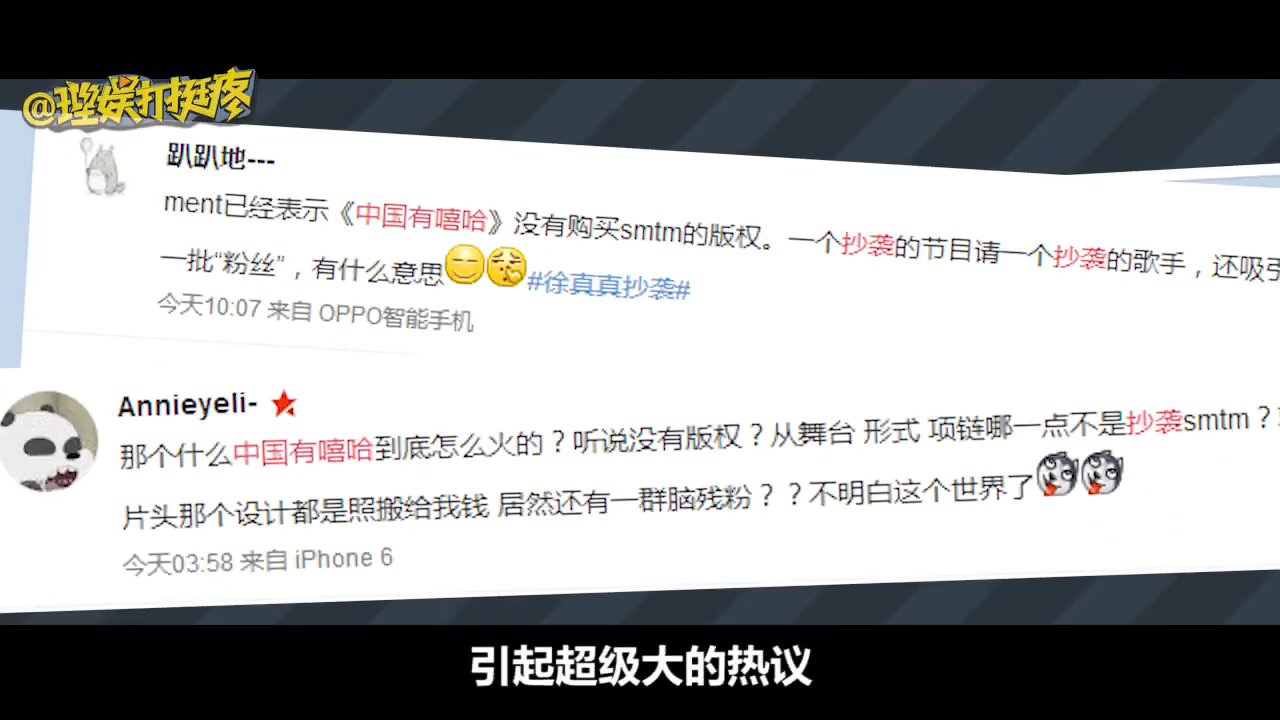 @理娱打挺疼
趴趴地---
ment已经表示《中国有嘻哈》没有购买smtm的版权。一个抄袭的节目请一个抄袭的歌手，还吸引
一批“粉丝”，有什么意思 #徐真真抄袭#
今天10:07 来自 OPPO智能手机
Annieyeli-
那个什么中国有嘻哈到底怎么火的？听说没有版权？从舞台 形式 项链哪一点不是抄袭smtm？
片头那个设计都是照搬给我钱 居然还有一群脑残粉？？不明白这个世界了
今天03:58 来自 iPhone 6
引起超级大的热议